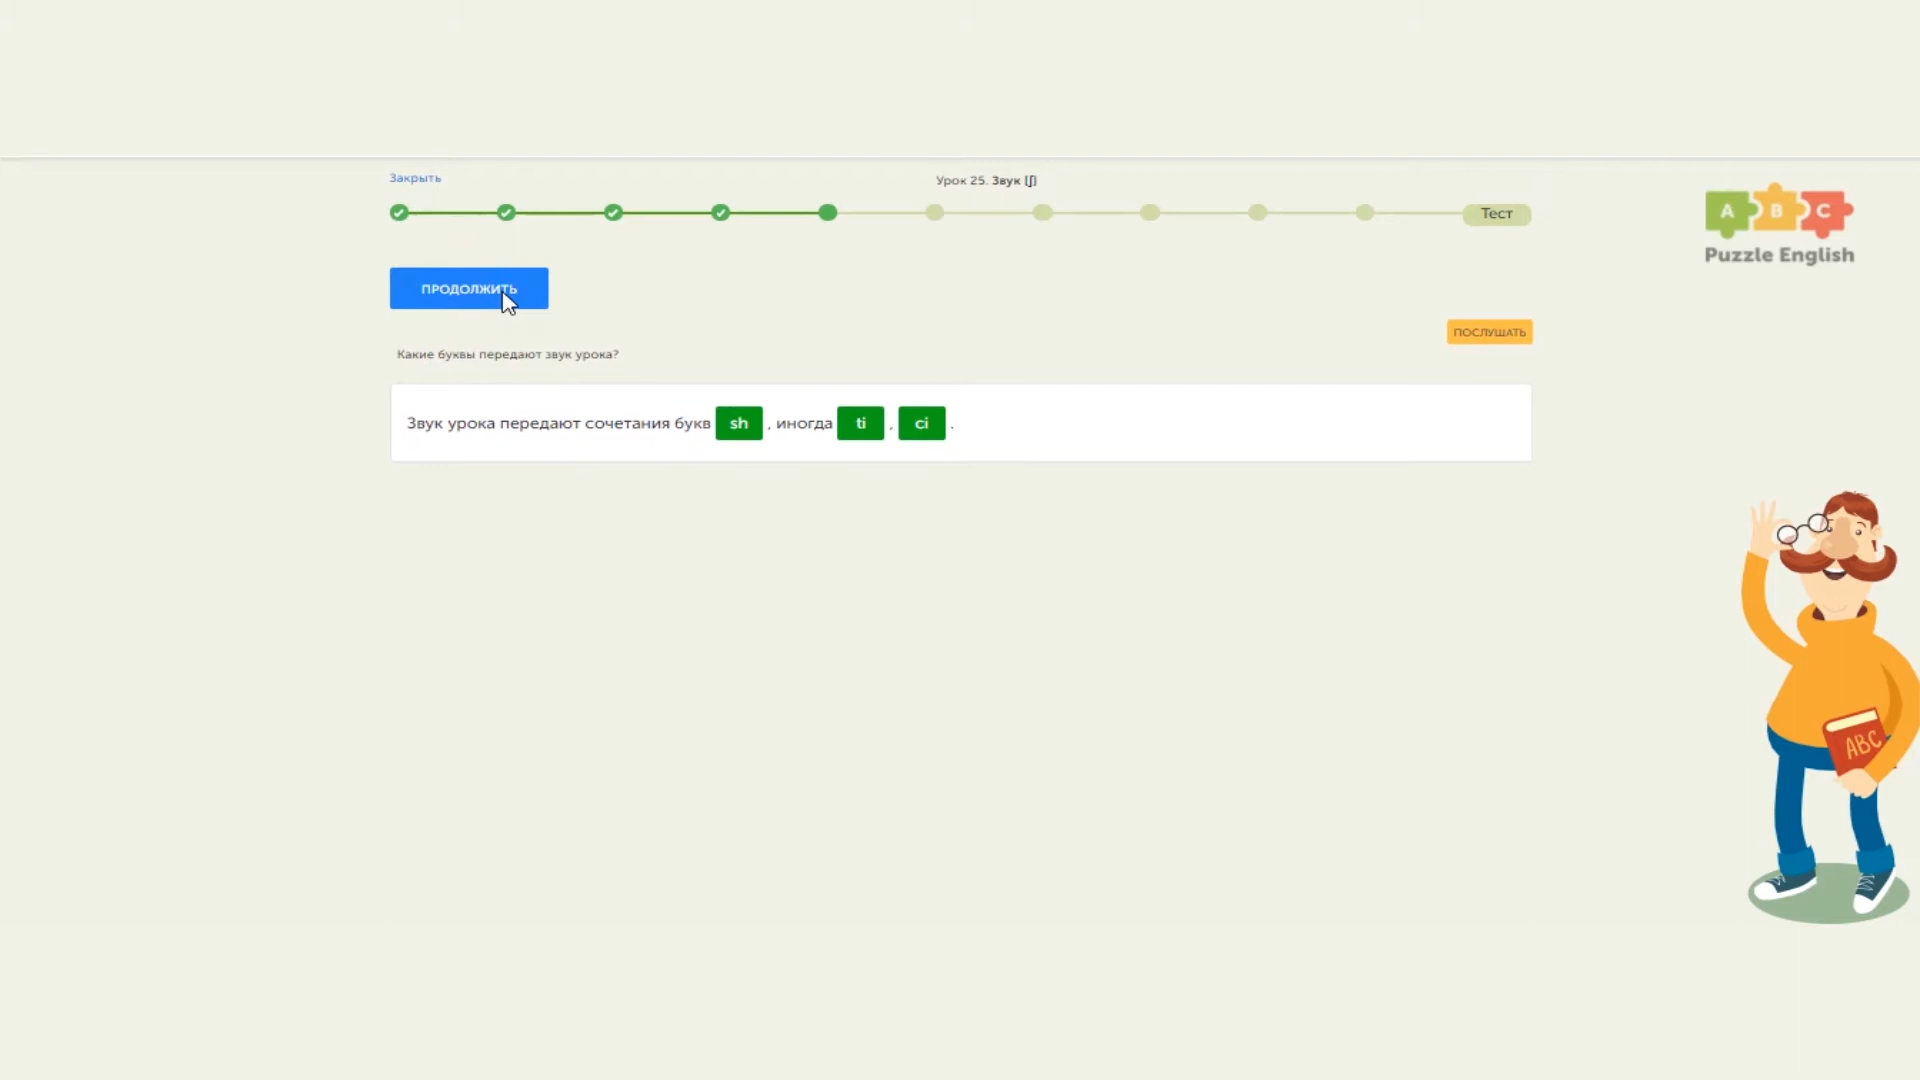 Закрыть
Урок 25. Звук [ʃ]
Тест
A B C
Puzzle English
ПРОДОЛЖИТЬ
ПОСЛУШАТЬ
Какие буквы передают звук урока?
Звук урока передают сочетания букв sh , иногда ti , ci .
ABC